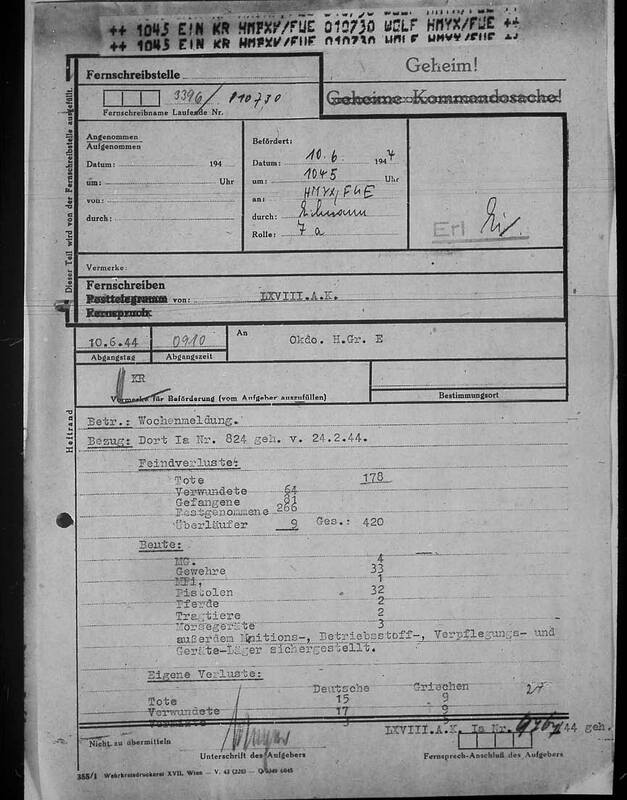 ++ 1045 EIN KR HMPXY/FUE 010730 WOLF HMYX/FUE ++
++ 1045 EIN KR HMPXY/FUE 010730 WOLF HMYX/FUE ++
Geheim!
Fernschreibstelle
Geheime Kommandosache!
3396/ 010730
Fernschreibname Laufende Nr.
Dieser Teil wird von der Fernschreibstelle ausgefüllt.
Angenommen
Aufgenommen
Datum: 194
um: Uhr
von:
durch:
Befördert:
Datum: 10.6. 1944
um: 1045 Uhr
an: HMYX/FUE
durch:
Rolle: 7a
Erl
Vermerke:
Fernschreiben
Posttelegramm von: LXVIII.A.K.
Fernspruch
10.6.44 0910
Abgangstag Abgangszeit
An
Okdo. H.Gr. E
KR
Vermerke für Beförderung (vom Aufgeber auszufüllen)
Bestimmungsort
Heftrand
Betr.: Wochenmeldung.
Bezug: Dort Ia Nr. 824 geh. v. 24.2.44.
Feindverluste:
Tote 178
Verwundete 64
Gefangene 81
Festgenommene 266
Überläufer 9 Ges.: 420
Beute:
MG. 4
Gewehre 33
MPi, 1
Pistolen 32
Pferde 2
Tragtiere 2
Morsegeräte 3
außerdem Munitions-, Betriebsstoff-, Verpflegungs- und
Geräte-Läger sichergestellt.
Eigene Verluste:
Deutsche Griechen
Tote 15 9
Verwundete 17 9
LXVIII.A.K. Ia Nr. /44 geh.
Nicht zu übermitteln
Unterschrift des Aufgebers
Fernsprech-Anschluß des Aufgebers
355/1 Wehrkreisdruckerei XVII, Wien — V. 43